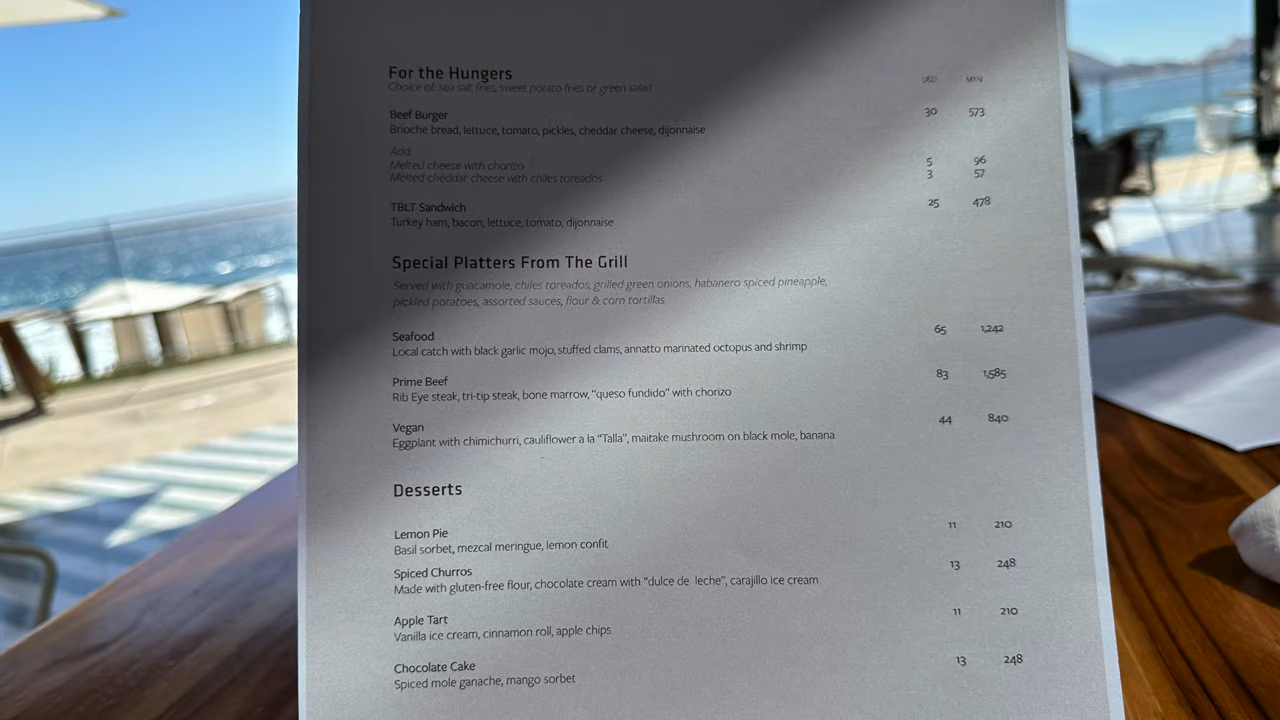 For the Hungers
Choice of: sea salt fries, sweet potato fries or green salad
USD MXN
Beef Burger 30 573
Brioche bread, lettuce, tomato, pickles, cheddar cheese, dijonnaise
Add:
Melted cheese with chorizo 5 96
Melted cheddar cheese with chiles toreados 3 57
TBLT Sandwich 25 478
Turkey ham, bacon, lettuce, tomato, dijonnaise
Special Platters From The Grill
Served with guacamole, chiles toreados, grilled green onions, habanero spiced pineapple,
pickled potatoes, assorted sauces, flour & corn tortillas
Seafood 65 1,242
Local catch with black garlic mojo, stuffed clams, annatto marinated octopus and shrimp
Prime Beef 83 1,585
Rib Eye steak, tri-tip steak, bone marrow, "queso fundido" with chorizo
Vegan 44 840
Eggplant with chimichurri, cauliflower a la "Talla", maitake mushroom on black mole, banana
Desserts
Lemon Pie 11 210
Basil sorbet, mezcal meringue, lemon confit
Spiced Churros 13 248
Made with gluten-free flour, chocolate cream with "dulce de leche", carajillo ice cream
Apple Tart 11 210
Vanilla ice cream, cinnamon roll, apple chips
Chocolate Cake 13 248
Spiced mole ganache, mango sorbet